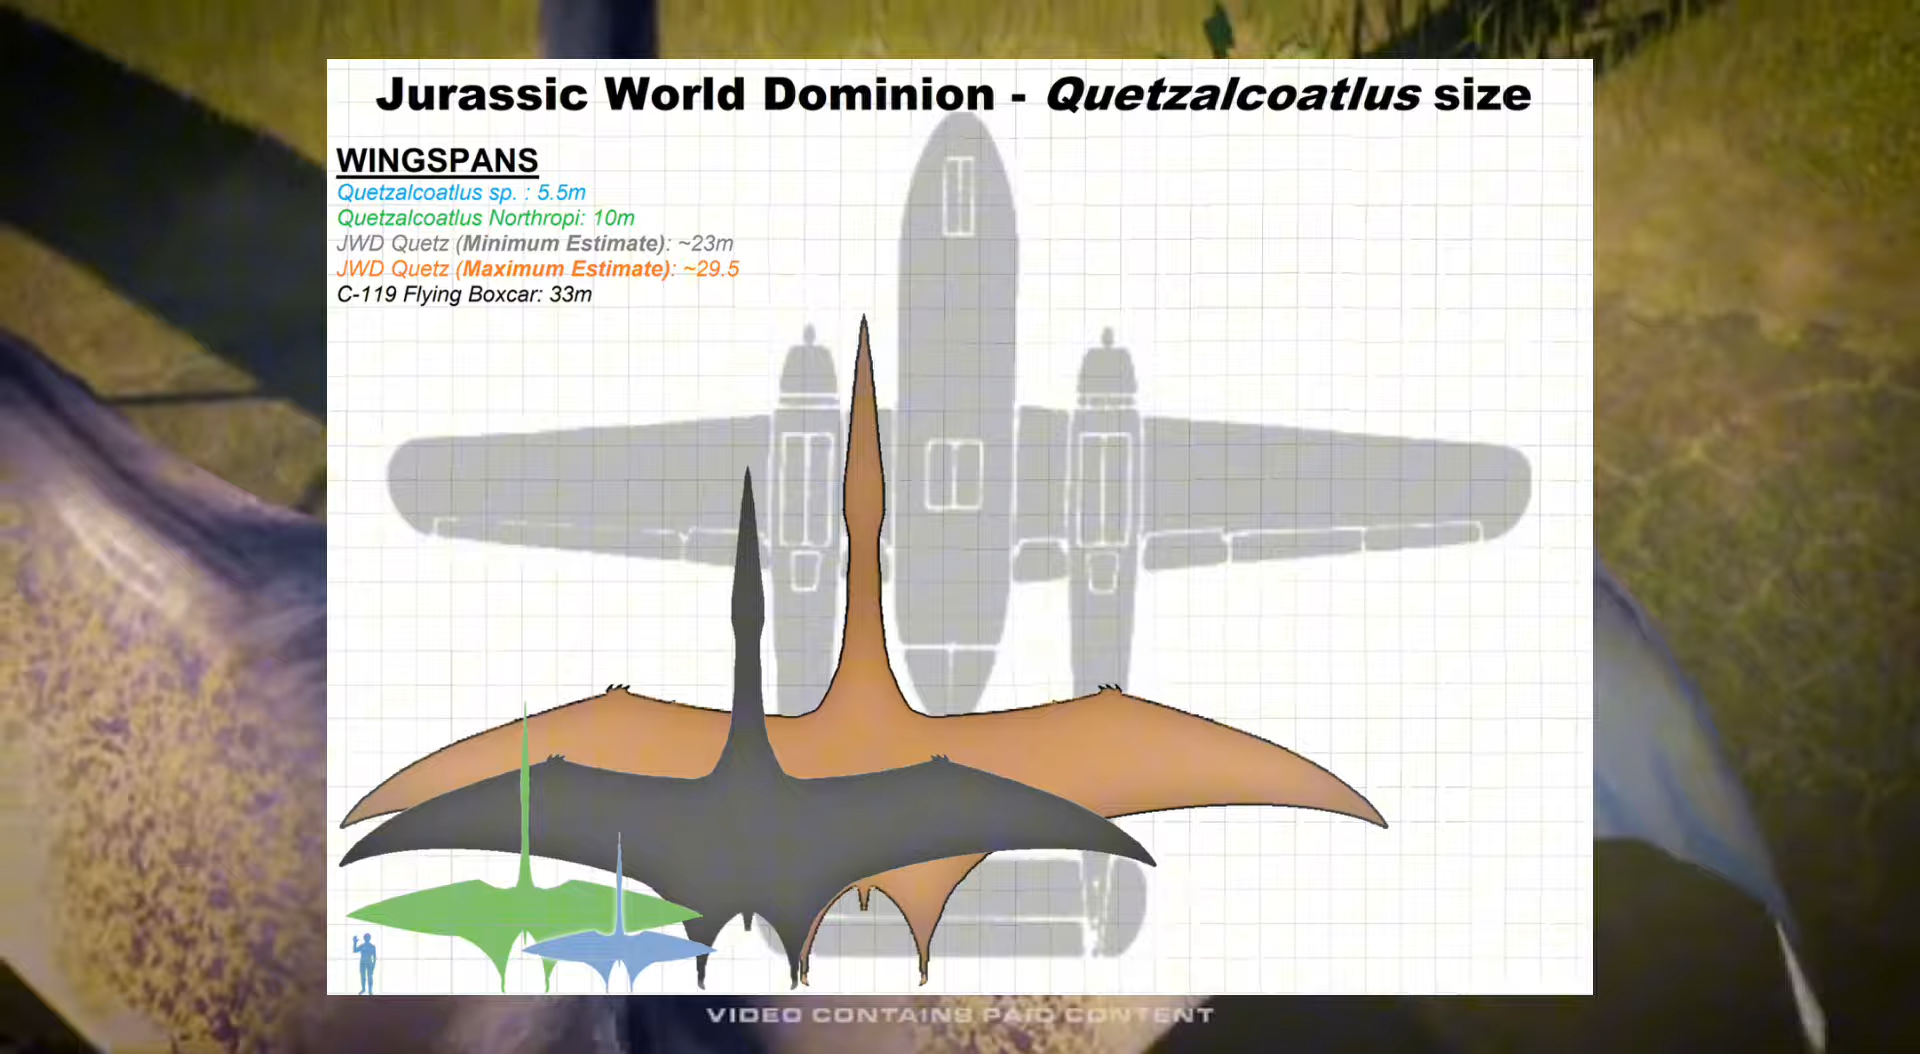 Jurassic World Dominion - Quetzalcoatlus size
WINGSPANS
Quetzalcoatlus sp. : 5.5m
Quetzalcoatlus Northropi: 10m
JWD Quetz (Minimum Estimate): ~23m
JWD Quetz (Maximum Estimate): ~29.5
C-119 Flying Boxcar: 33m
VIDEO CONTAINS PAID CONTENT